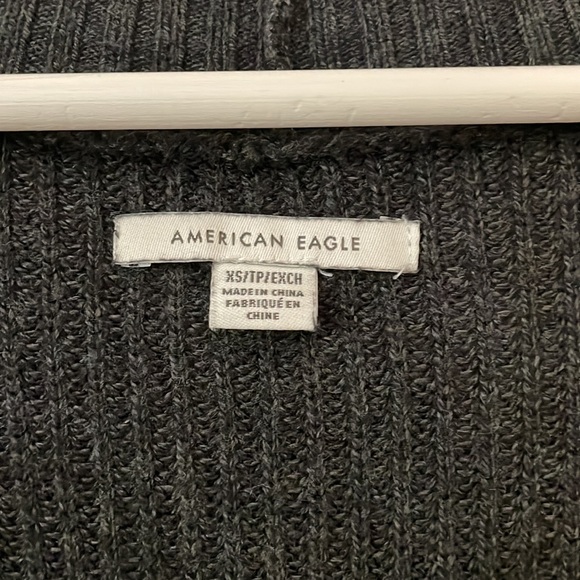 AMERICAN EAGLE
XS/TP/EXCH
MADE IN CHINA
FABRIQUÉ EN
CHINE